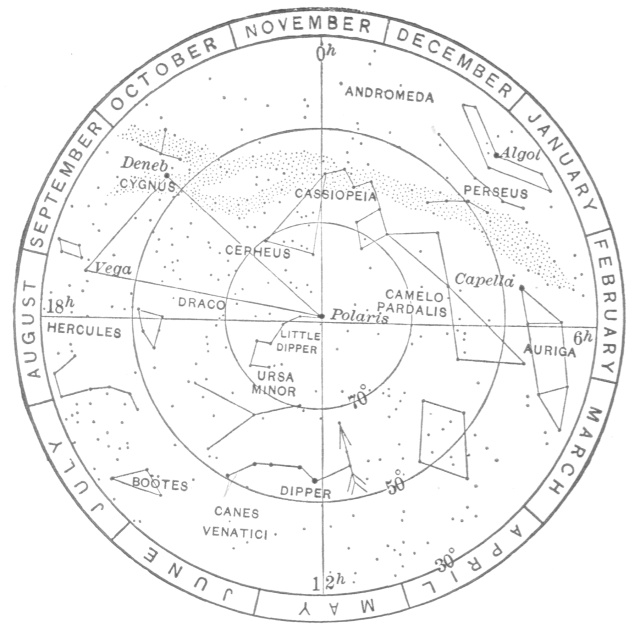 NOVEMBER
DECEMBER
JANUARY
FEBRUARY
MARCH
APRIL
MAY
JUNE
JULY
AUGUST
SEPTEMBER
OCTOBER
0h
ANDROMEDA
Algol
Deneb
CYGNUS
CASSIOPEIA
PERSEUS
CERHEUS
Vega
Capella
DRACO
CAMELO
PARDALIS
18h
Polaris
HERCULES
LITTLE
DIPPER
6h
AURIGA
URSA
MINOR
70°
BOOTES
DIPPER
50°
CANES
VENATICI
30°
12h